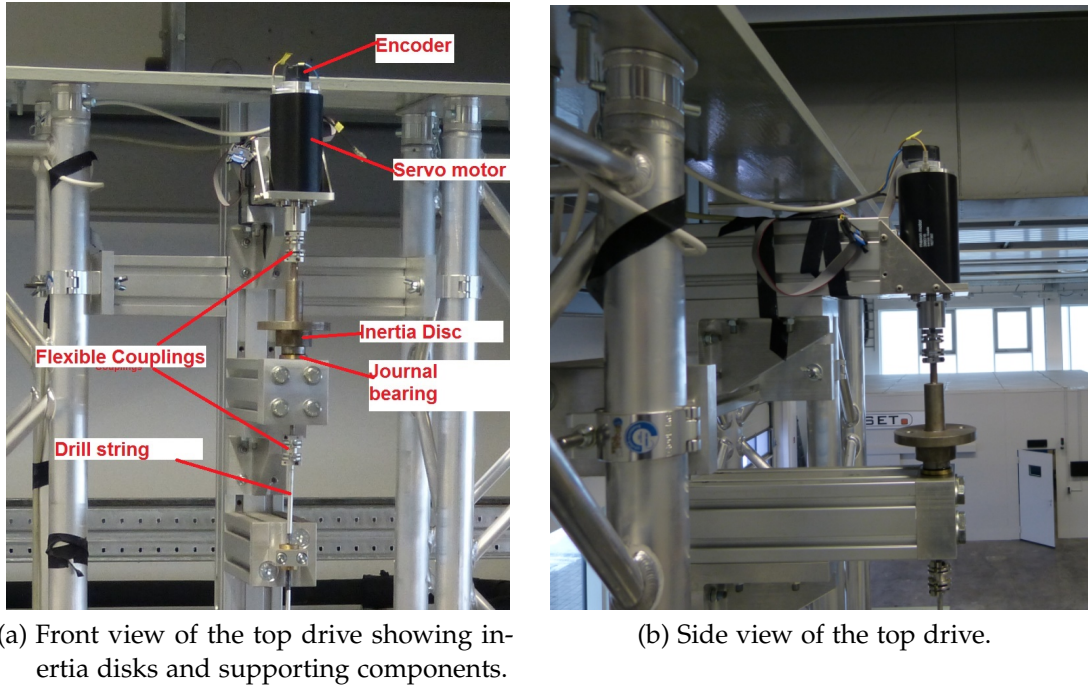 Encoder
Servo motor
Inertia Disc
Flexible Couplings
Journal
bearing
Drill string
SET
(a) Front view of the top drive showing in-
ertia disks and supporting components.
(b) Side view of the top drive.